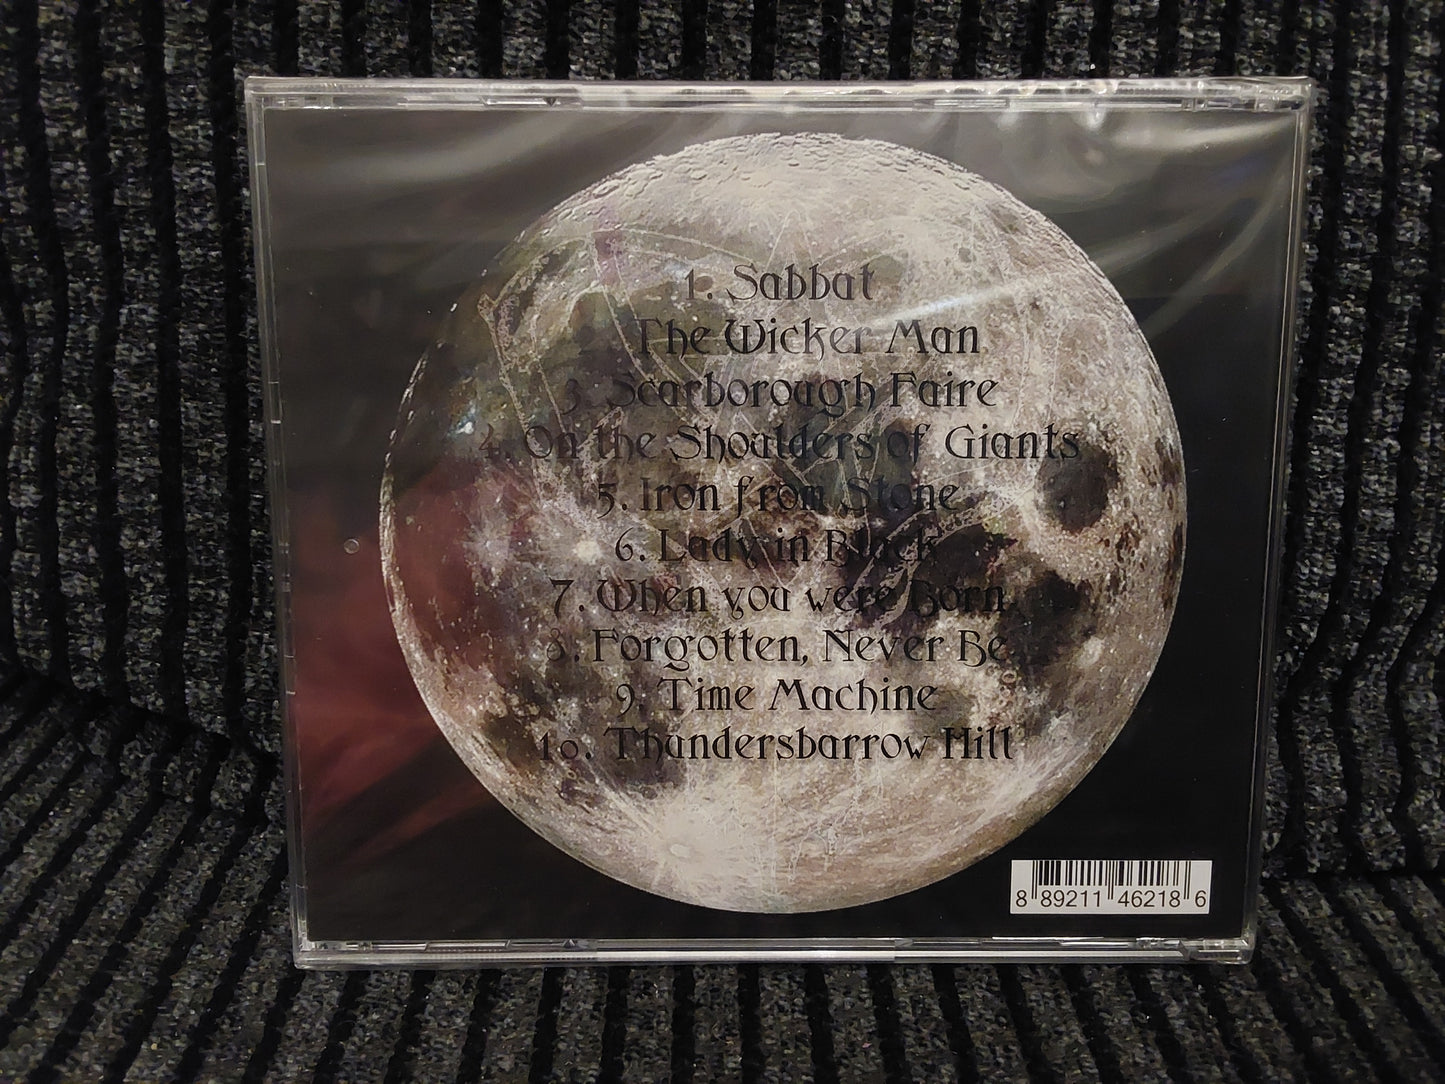 1. Sabbat
The Wicker Man
3. Scarborough Faire
4. On the Shoulders of Giants
5. Iron from Stone
6. Lady in Black
7. When you were Born
8. Forgotten, Never Be
9. Time Machine
10. Thundersbarrow Hill
8 89211 46218 6